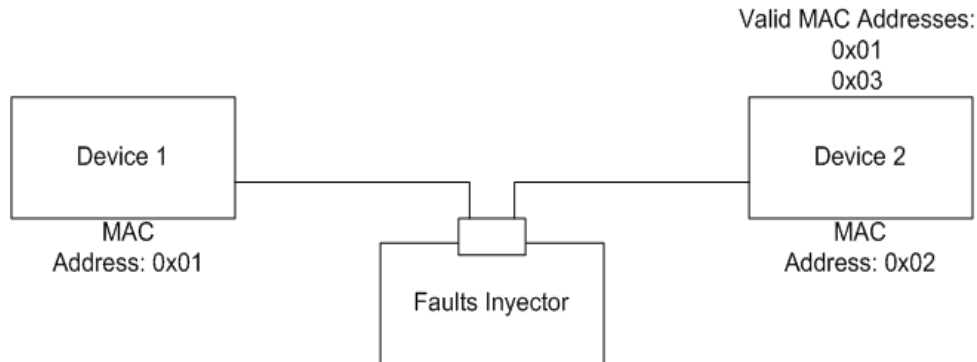 Valid MAC Addresses:
0x01
0x03
Device 1
Device 2
MAC
Address: 0x01
MAC
Address: 0x02
Faults Inyector